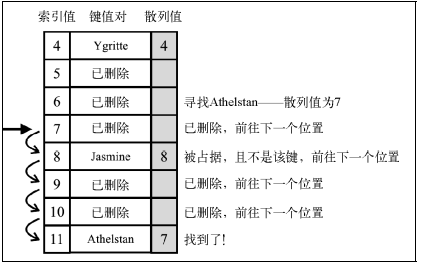 索引值 键值对 散列值
4 Ygritte 4
5 已删除
6 已删除 寻找Athelstan——散列值为7
7 已删除 已删除，前往下一个位置
8 Jasmine 8 被占据，且不是该键，前往下一个位置
9 已删除 已删除，前往下一个位置
10 已删除 已删除，前往下一个位置
11 Athelstan 7 找到了!